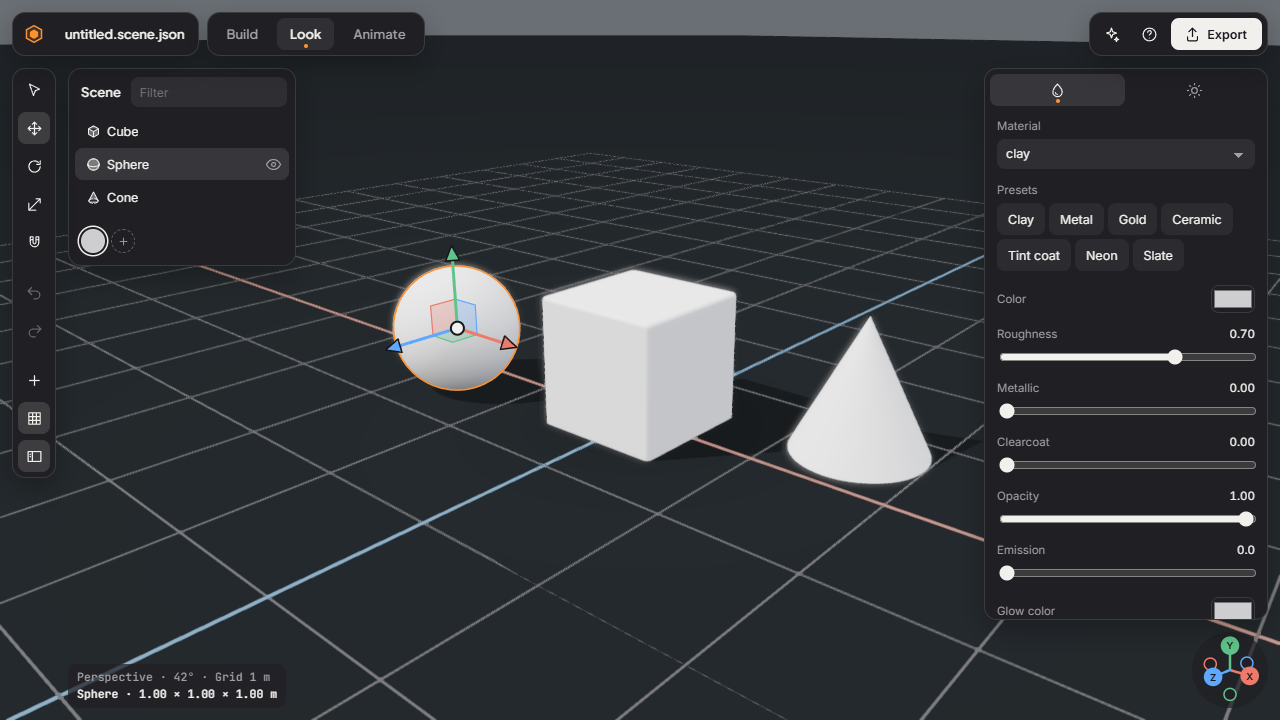 untitled.scene.json
Build Look Animate
Export
Scene Filter
Cube
Sphere
Cone
Material
clay
Presets
Clay Metal Gold Ceramic
Tint coat Neon Slate
Color
Roughness 0.70
Metallic 0.00
Clearcoat 0.00
Opacity 1.00
Emission 0.0
Glow color
Perspective · 42° · Grid 1 m
Sphere · 1.00 × 1.00 × 1.00 m
Y
Z X